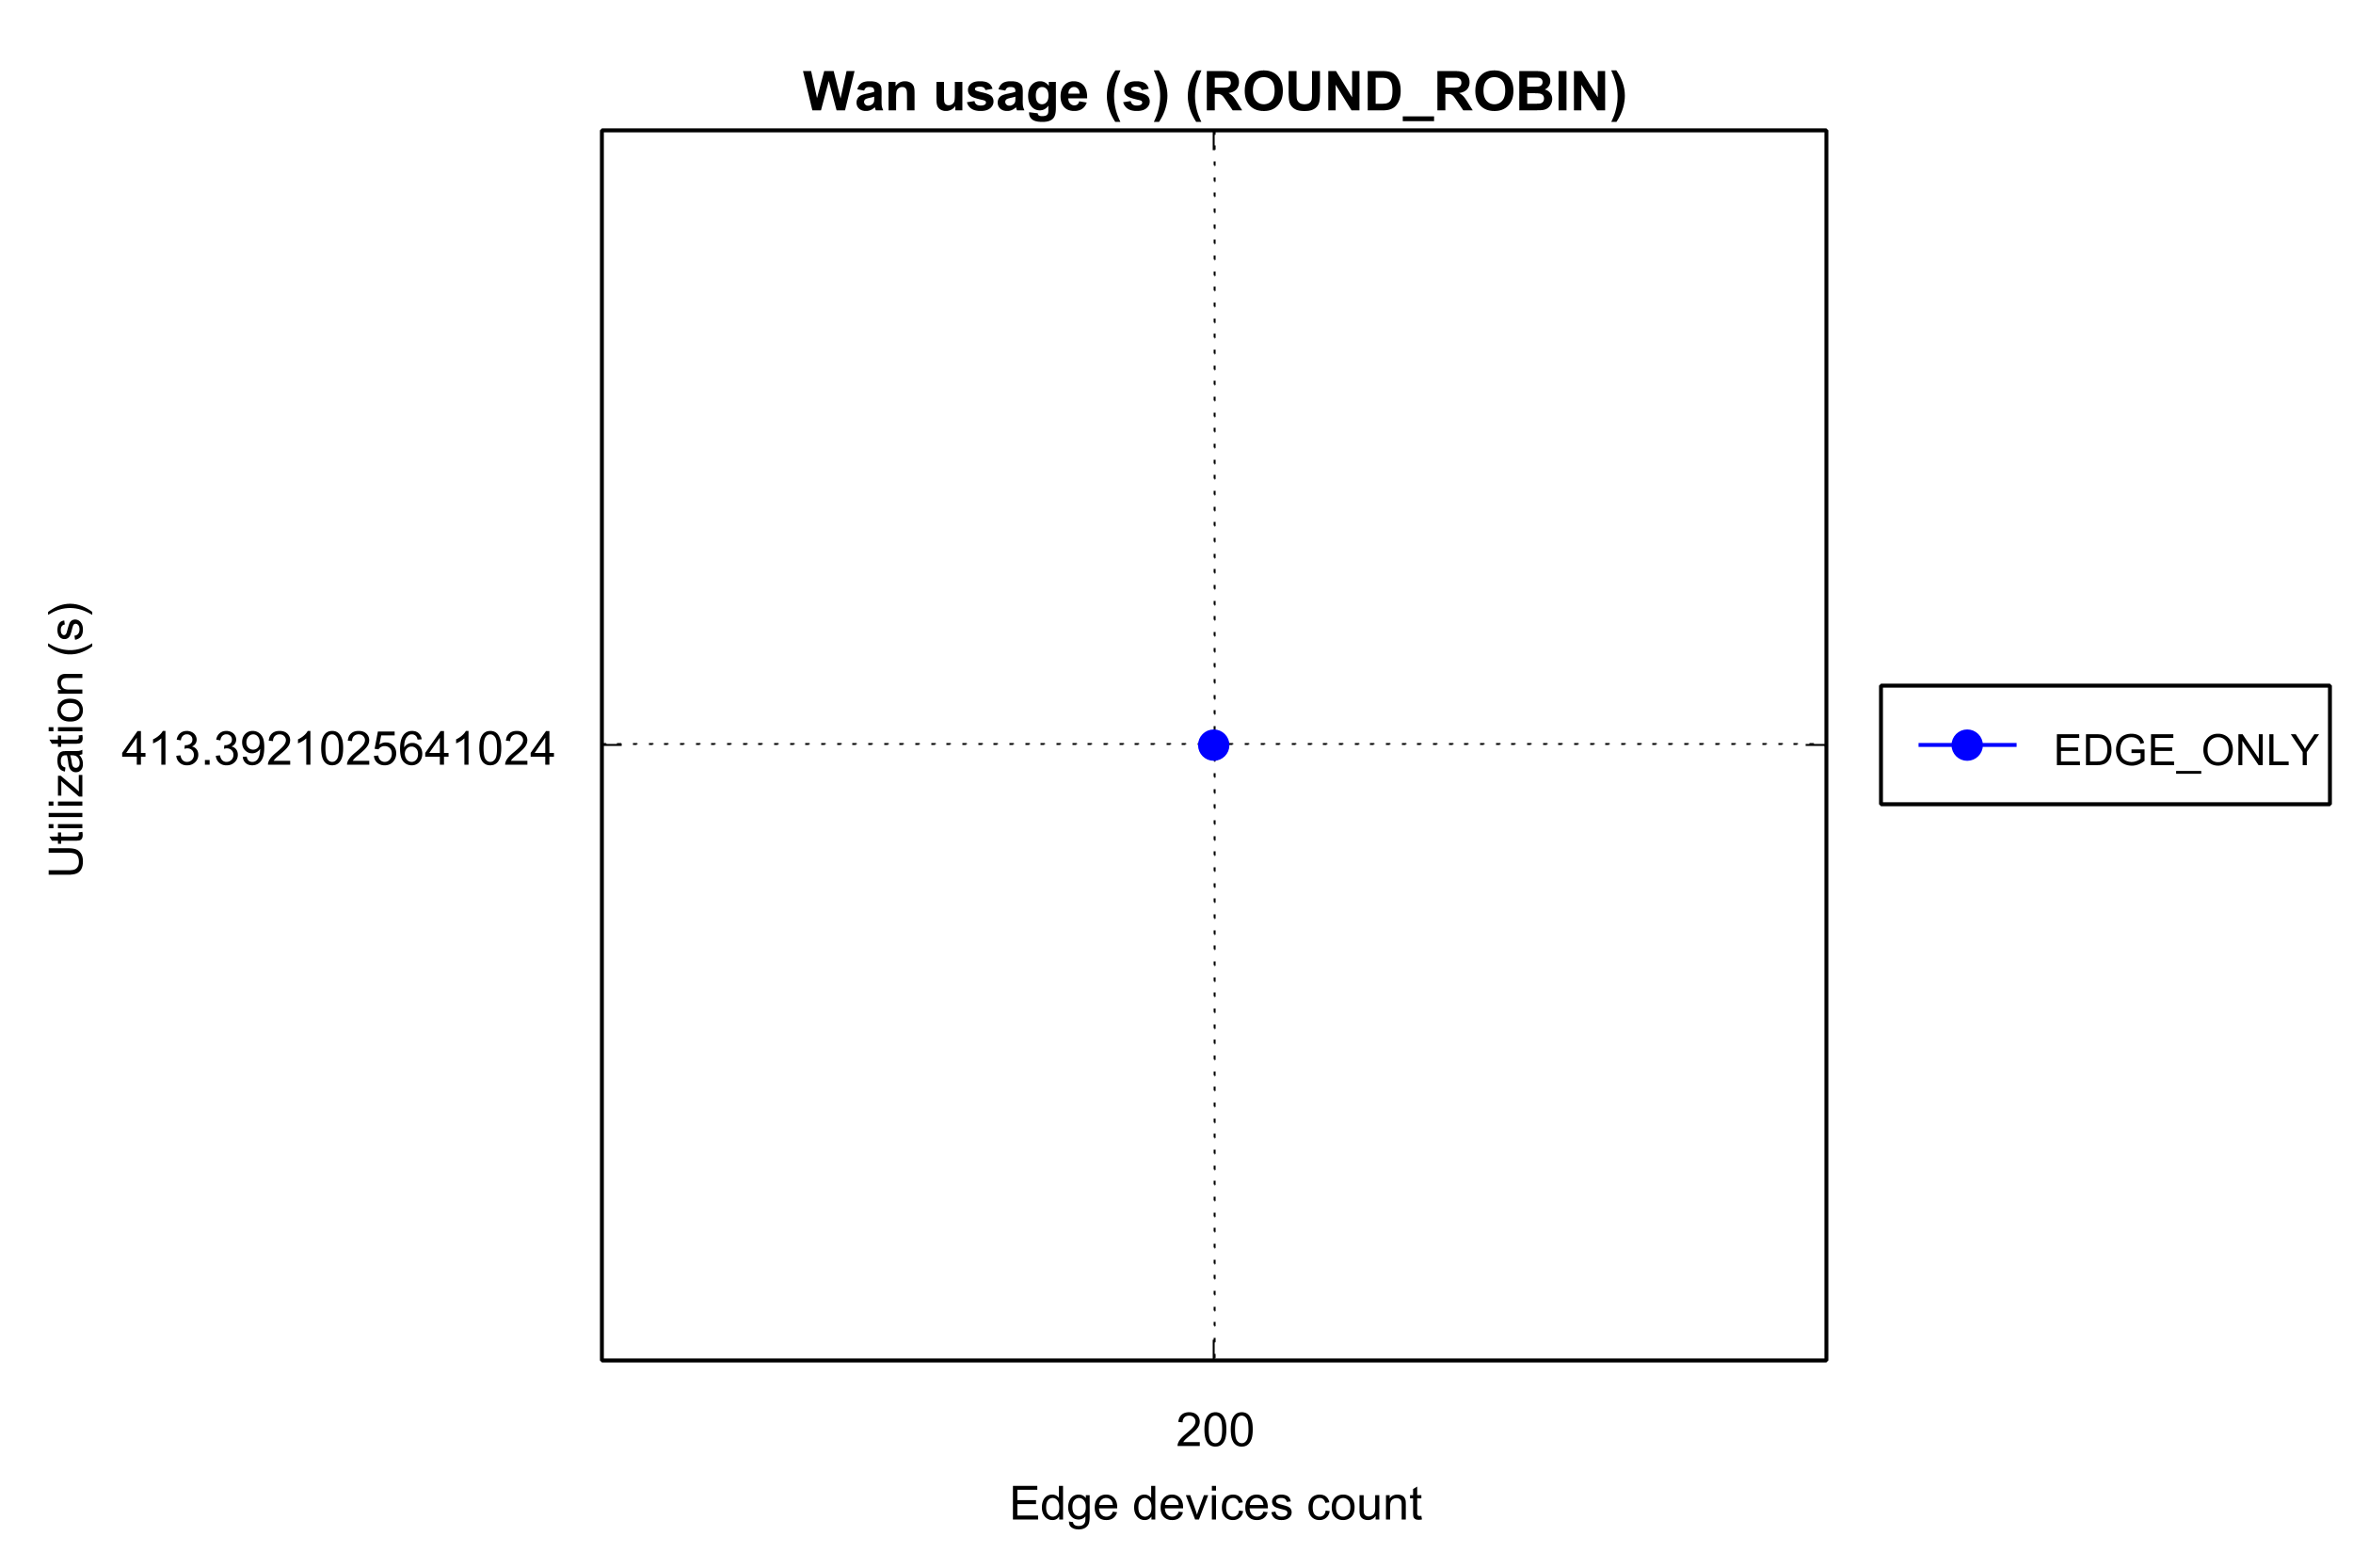 Wan usage (s) (ROUND_ROBIN)
Utilization (s)
413.3921025641024
EDGE_ONLY
200
Edge devices count